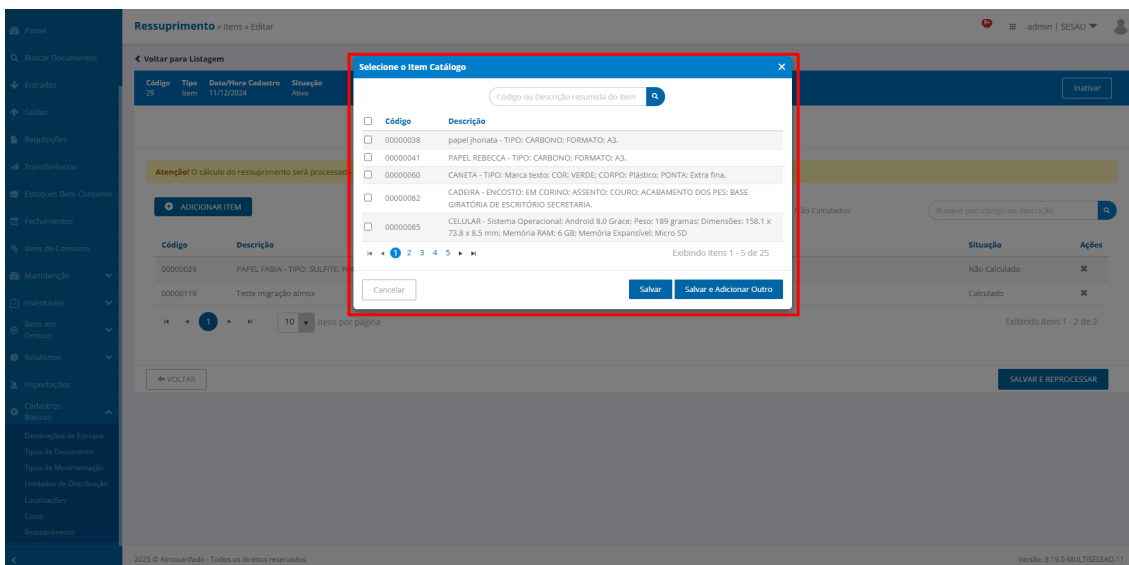 Painel
Buscar Documentos
Entradas
Saídas
Requisições
Transferências
Estoques Bem Consumo
Fechamentos
Bens de Consumo
Manutenção
Inventários
Bens em
Desuso
Relatórios
Importações
Cadastros
Básicos
Destinações de Estoque
Tipos de Documento
Tipos de Movimentação
Unidades de Distribuição
Localizações
Cotas
Ressuprimento
Ressuprimento » Itens » Editar
9+ admin | SESAU
Voltar para Listagem
Código Tipo Data/Hora Cadastro Situação
29 Item 11/12/2024 Ativo
Inativar
Atenção! O cálculo do ressuprimento será processad
ADICIONAR ITEM
Não Calculados
Busque por: código ou descrição
Código Descrição Situação Ações
00000029 PAPEL FABIA - TIPO: SULFITE; FO Não Calculado
00000119 Teste migração almox Calculado
1 10 itens por página Exibindo itens 1 - 2 de 2
VOLTAR SALVAR E REPROCESSAR
Selecione o Item Catálogo
Código ou Descrição resumida do Item
Código Descrição
00000038 papel jhonata - TIPO: CARBONO; FORMATO: A3.
00000041 PAPEL REBECCA - TIPO: CARBONO; FORMATO: A3.
00000060 CANETA - TIPO: Marca texto; COR: VERDE; CORPO: Plástico; PONTA: Extra fina.
00000082 CADEIRA - ENCOSTO: EM CORINO; ASSENTO: COURO; ACABAMENTO DOS PES: BASE
GIRATÓRIA DE ESCRITÓRIO SECRETARIA.
00000085 CELULAR - Sistema Operacional: Android 8.0 Grace; Peso: 189 gramas; Dimensões: 158.1 x
73.8 x 8.5 mm; Memória RAM: 6 GB; Memória Expansível: Micro SD
1 2 3 4 5 Exibindo itens 1 - 5 de 25
Cancelar Salvar Salvar e Adicionar Outro
2025 © Almoxarifado - Todos os direitos reservados. Versão: 8.19.0-MULTISESSAO.11